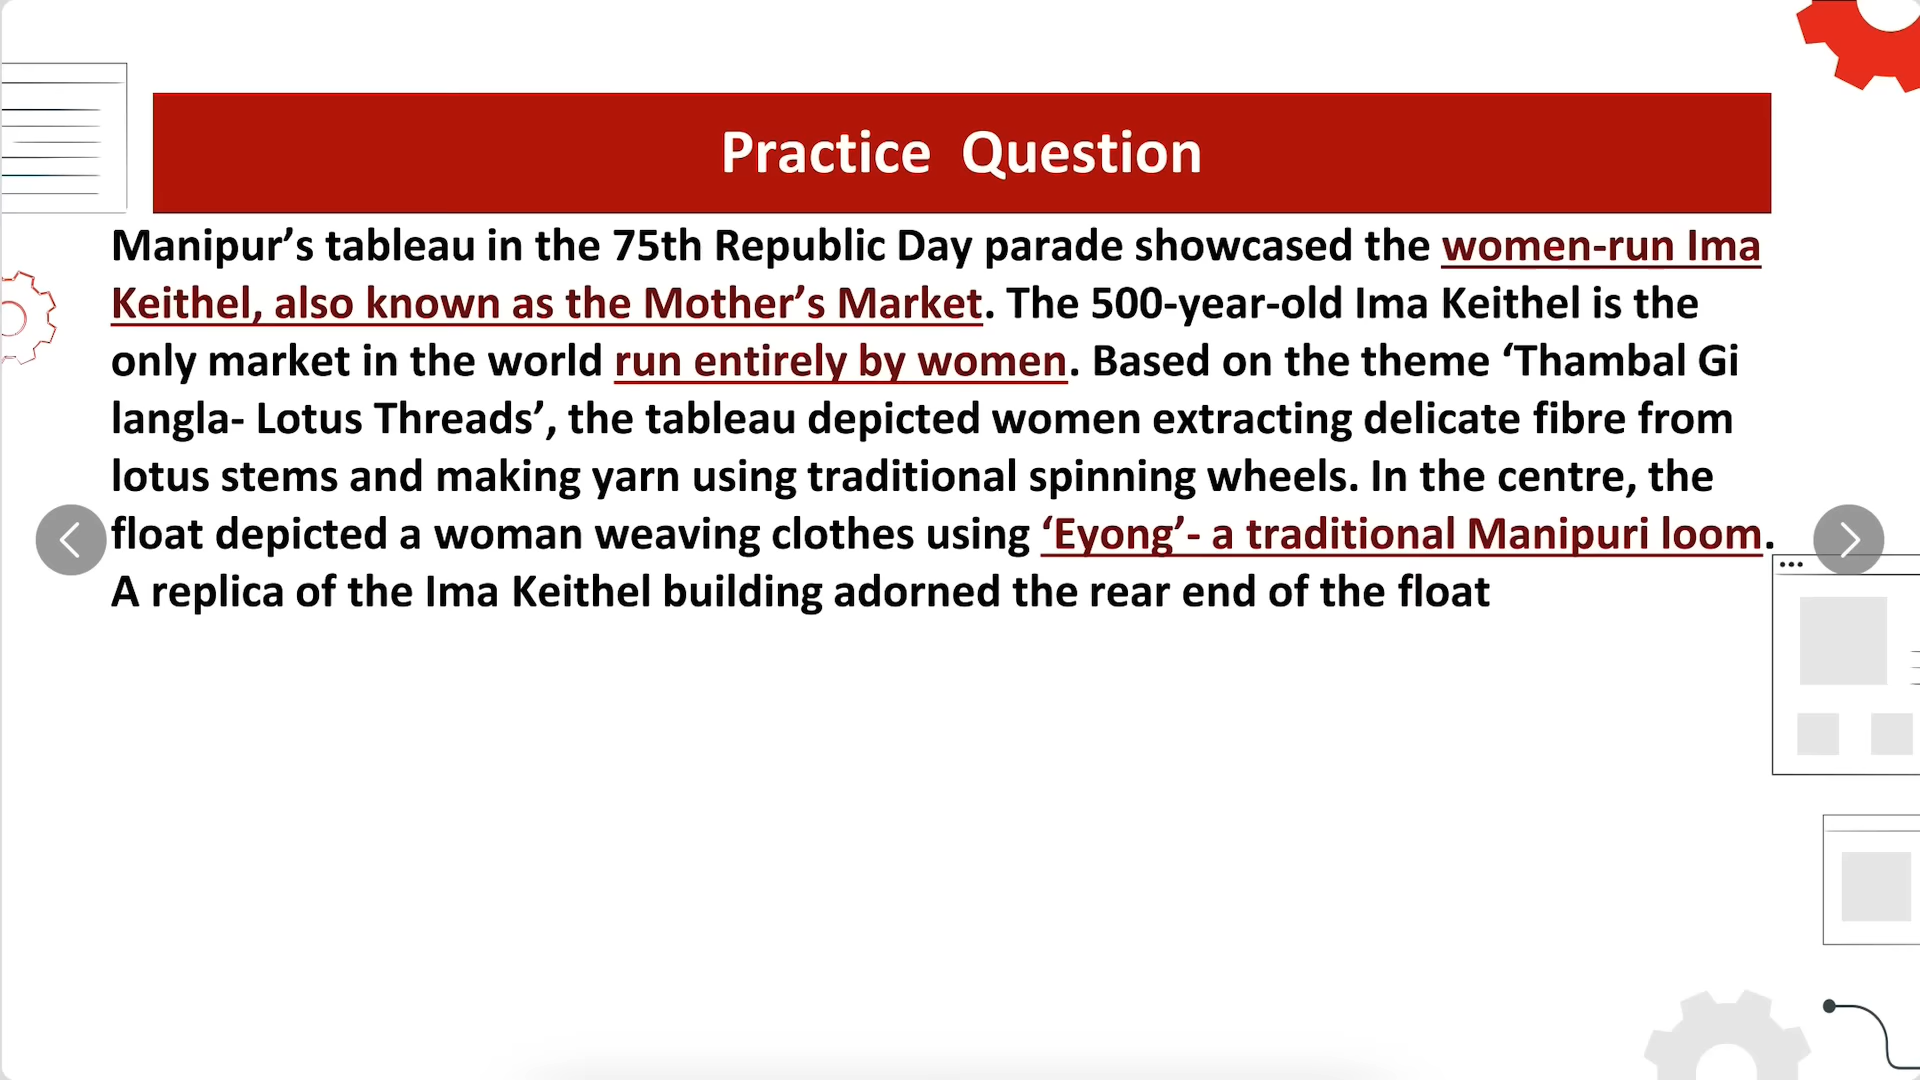 Practice Question
Manipur’s tableau in the 75th Republic Day parade showcased the women-run Ima
Keithel, also known as the Mother’s Market. The 500-year-old Ima Keithel is the
only market in the world run entirely by women. Based on the theme ‘Thambal Gi
langla- Lotus Threads’, the tableau depicted women extracting delicate fibre from
lotus stems and making yarn using traditional spinning wheels. In the centre, the
float depicted a woman weaving clothes using ‘Eyong’- a traditional Manipuri loom.
A replica of the Ima Keithel building adorned the rear end of the float